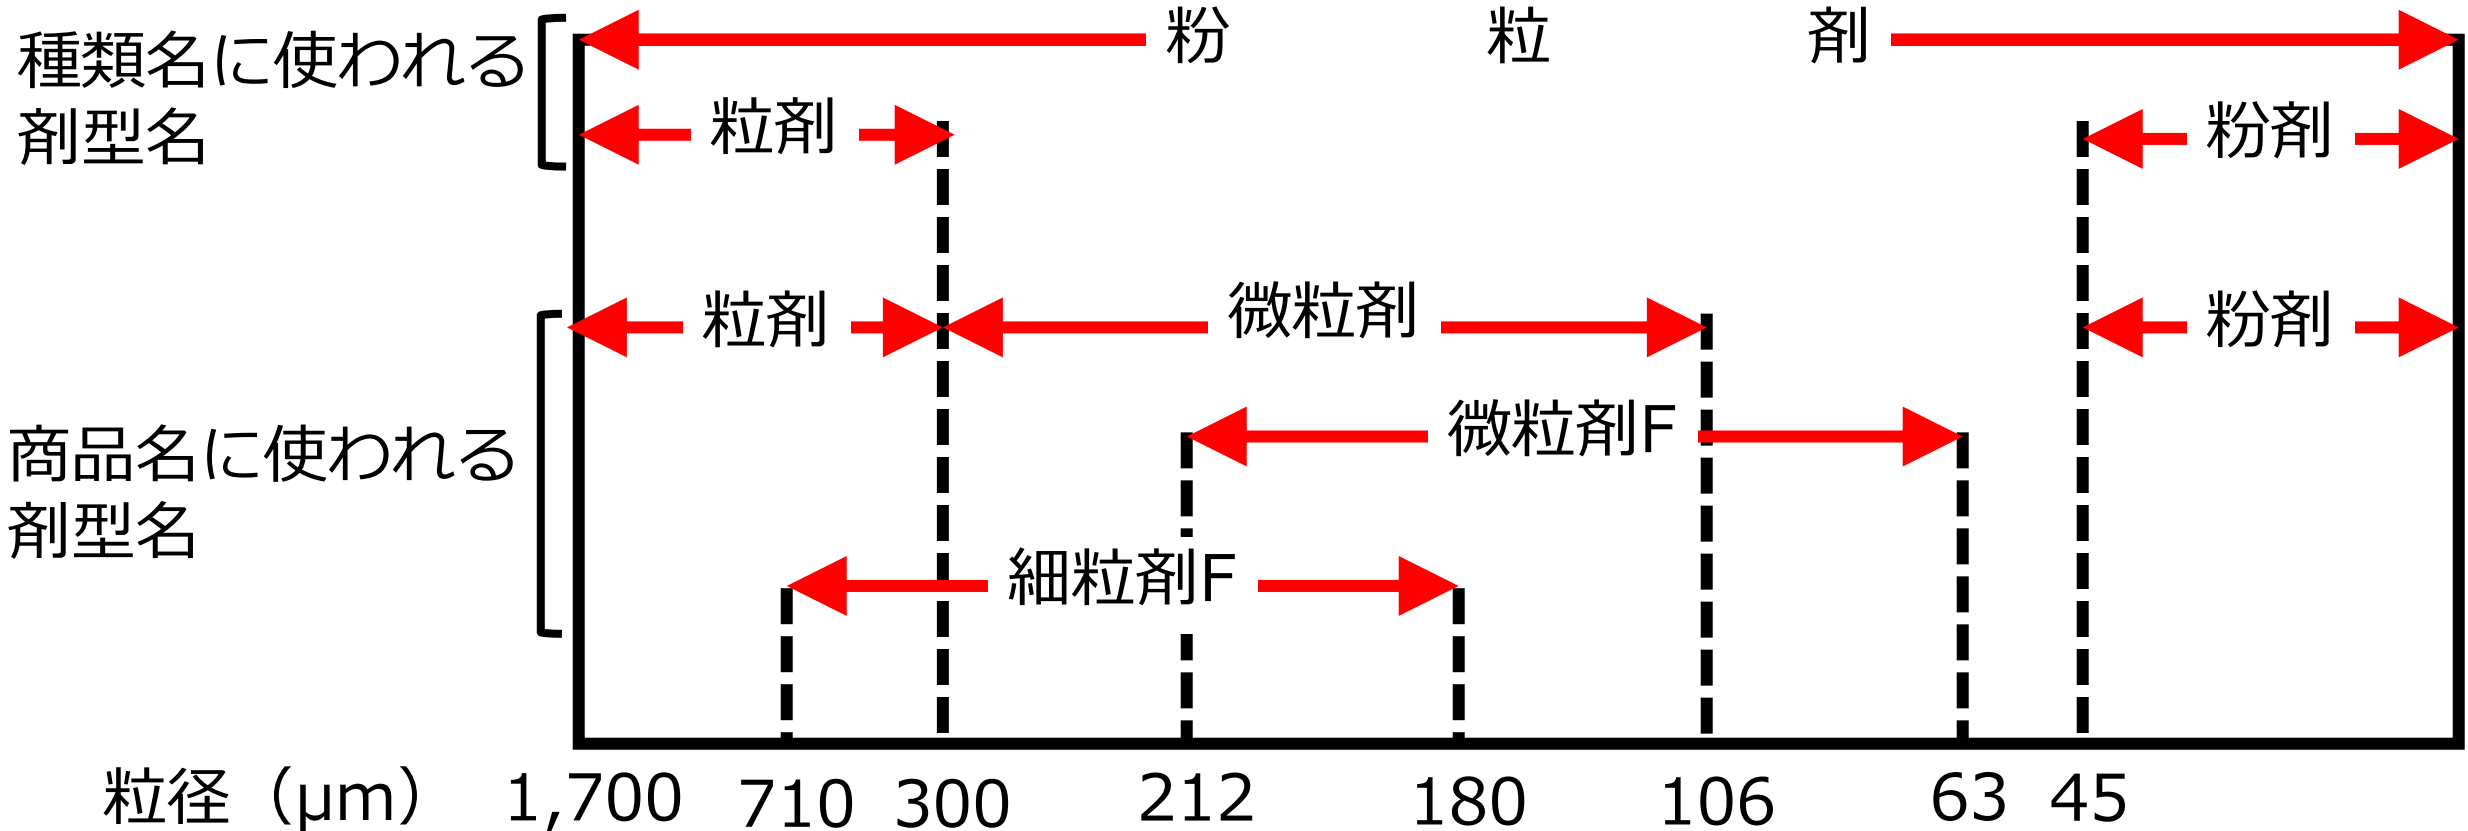 粉 粒 剤
種類名に使われる
剤型名
粒剤 粉剤
粒剤 微粒剤 粉剤
商品名に使われる
剤型名
微粒剤F
細粒剤F
粒径（μm） 1,700 710 300 212 180 106 63 45